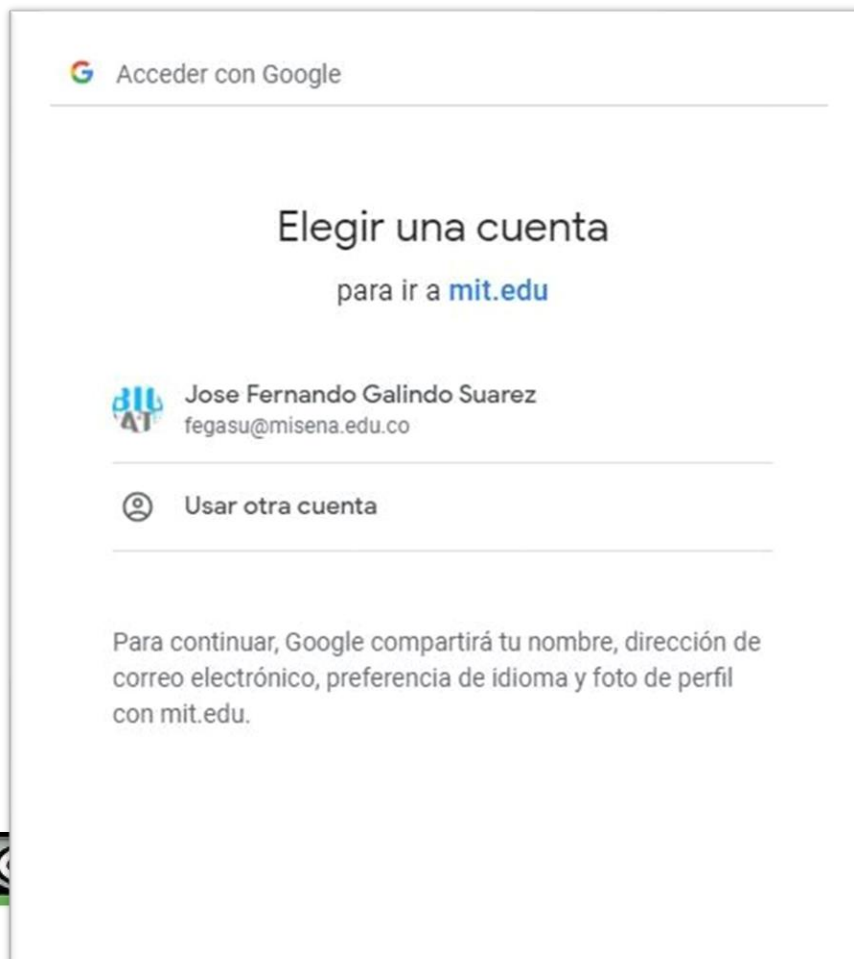 Acceder con Google
Elegir una cuenta
para ir a mit.edu
BIL
AT
Jose Fernando Galindo Suarez
fegasu@misena.edu.co
Usar otra cuenta
Para continuar, Google compartirá tu nombre, dirección de
correo electrónico, preferencia de idioma y foto de perfil
con mit.edu.